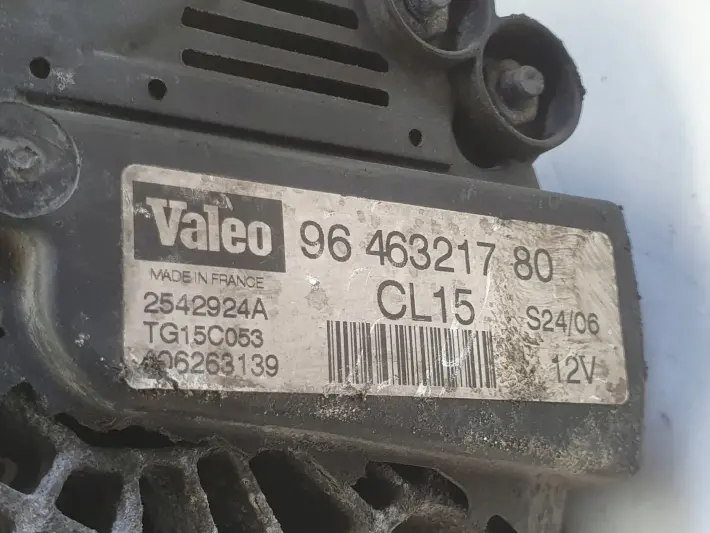 Valeo 96 463217 80
MADE IN FRANCE
2542924A CL15 S24/06
TG15C053
A06263139 12V